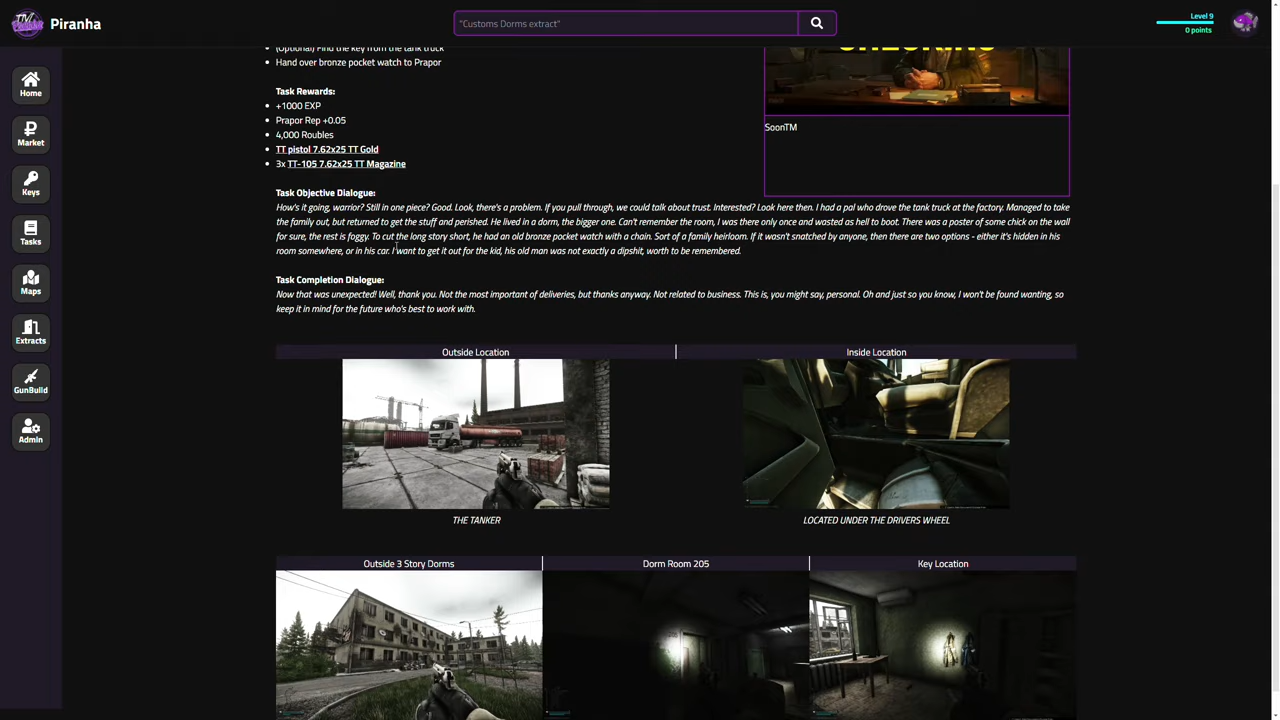 Piranha
"Customs Dorms extract"
Level 9
0 points
Home
Market
Keys
Tasks
Maps
Extracts
GunBuild
Admin
(Optional) Find the key from the tank truck
Hand over bronze pocket watch to Prapor
CHECKING
SoonTM
Task Rewards:
+1000 EXP
Prapor Rep +0.05
4,000 Roubles
TT pistol 7.62x25 TT Gold
3x TT-105 7.62x25 TT Magazine
Task Objective Dialogue:
How's it going, warrior? Still in one piece? Good. Look, there's a problem. If you pull through, we could talk about trust. Interested? Look here then. I had a pal who drove the tank truck at the factory. Managed to take
the family out, but returned to get the stuff and perished. He lived in a dorm, the bigger one. Can't remember the room, I was there only once and wasted as hell to boot. There was a poster of some chick on the wall
for sure, the rest is foggy. To cut the long story short, he had an old bronze pocket watch with a chain. Sort of a family heirloom. If it wasn't snatched by anyone, then there are two options - either it's hidden in his
room somewhere, or in his car. I want to get it out for the kid, his old man was not exactly a dipshit, worth to be remembered.
Task Completion Dialogue:
Now that was unexpected! Well, thank you. Not the most important of deliveries, but thanks anyway. Not related to business. This is, you might say, personal. Oh and just so you know, I won't be found wanting, so
keep it in mind for the future who's best to work with.
Outside Location
Inside Location
THE TANKER
LOCATED UNDER THE DRIVERS WHEEL
Outside 3 Story Dorms
Dorm Room 205
Key Location